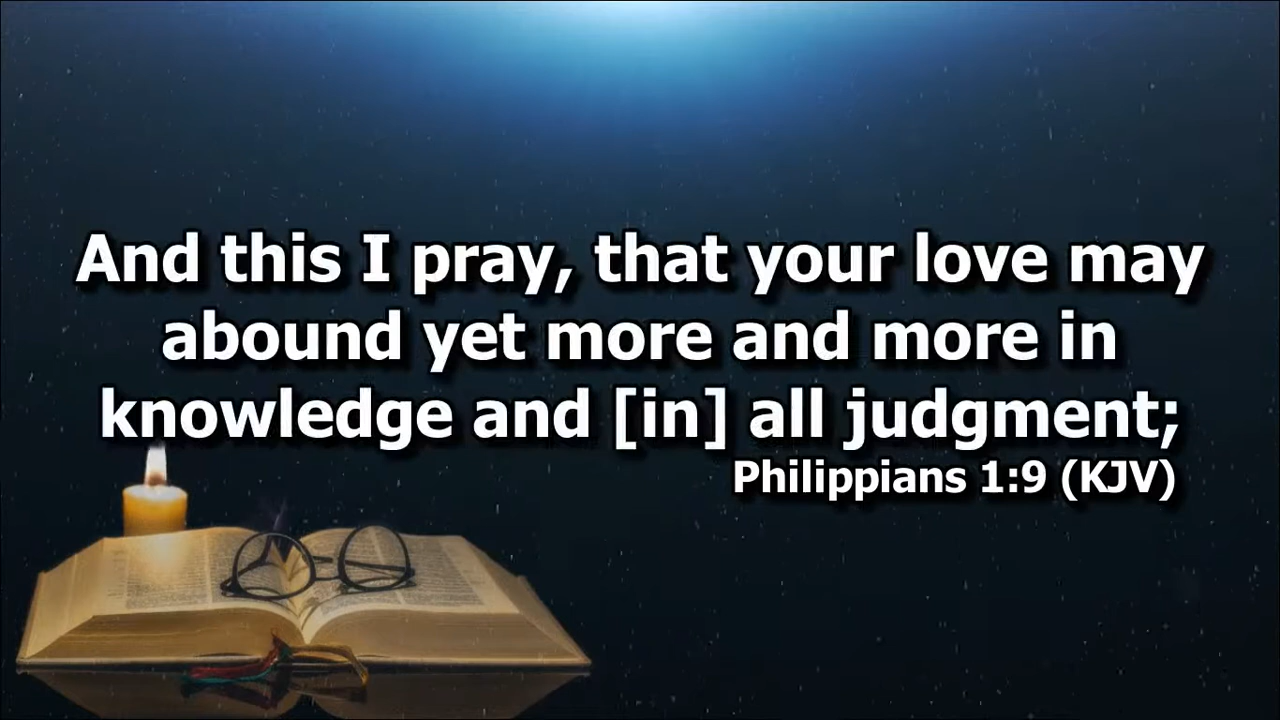 And this I pray, that your love may
abound yet more and more in
knowledge and [in] all judgment;
Philippians 1:9 (KJV)